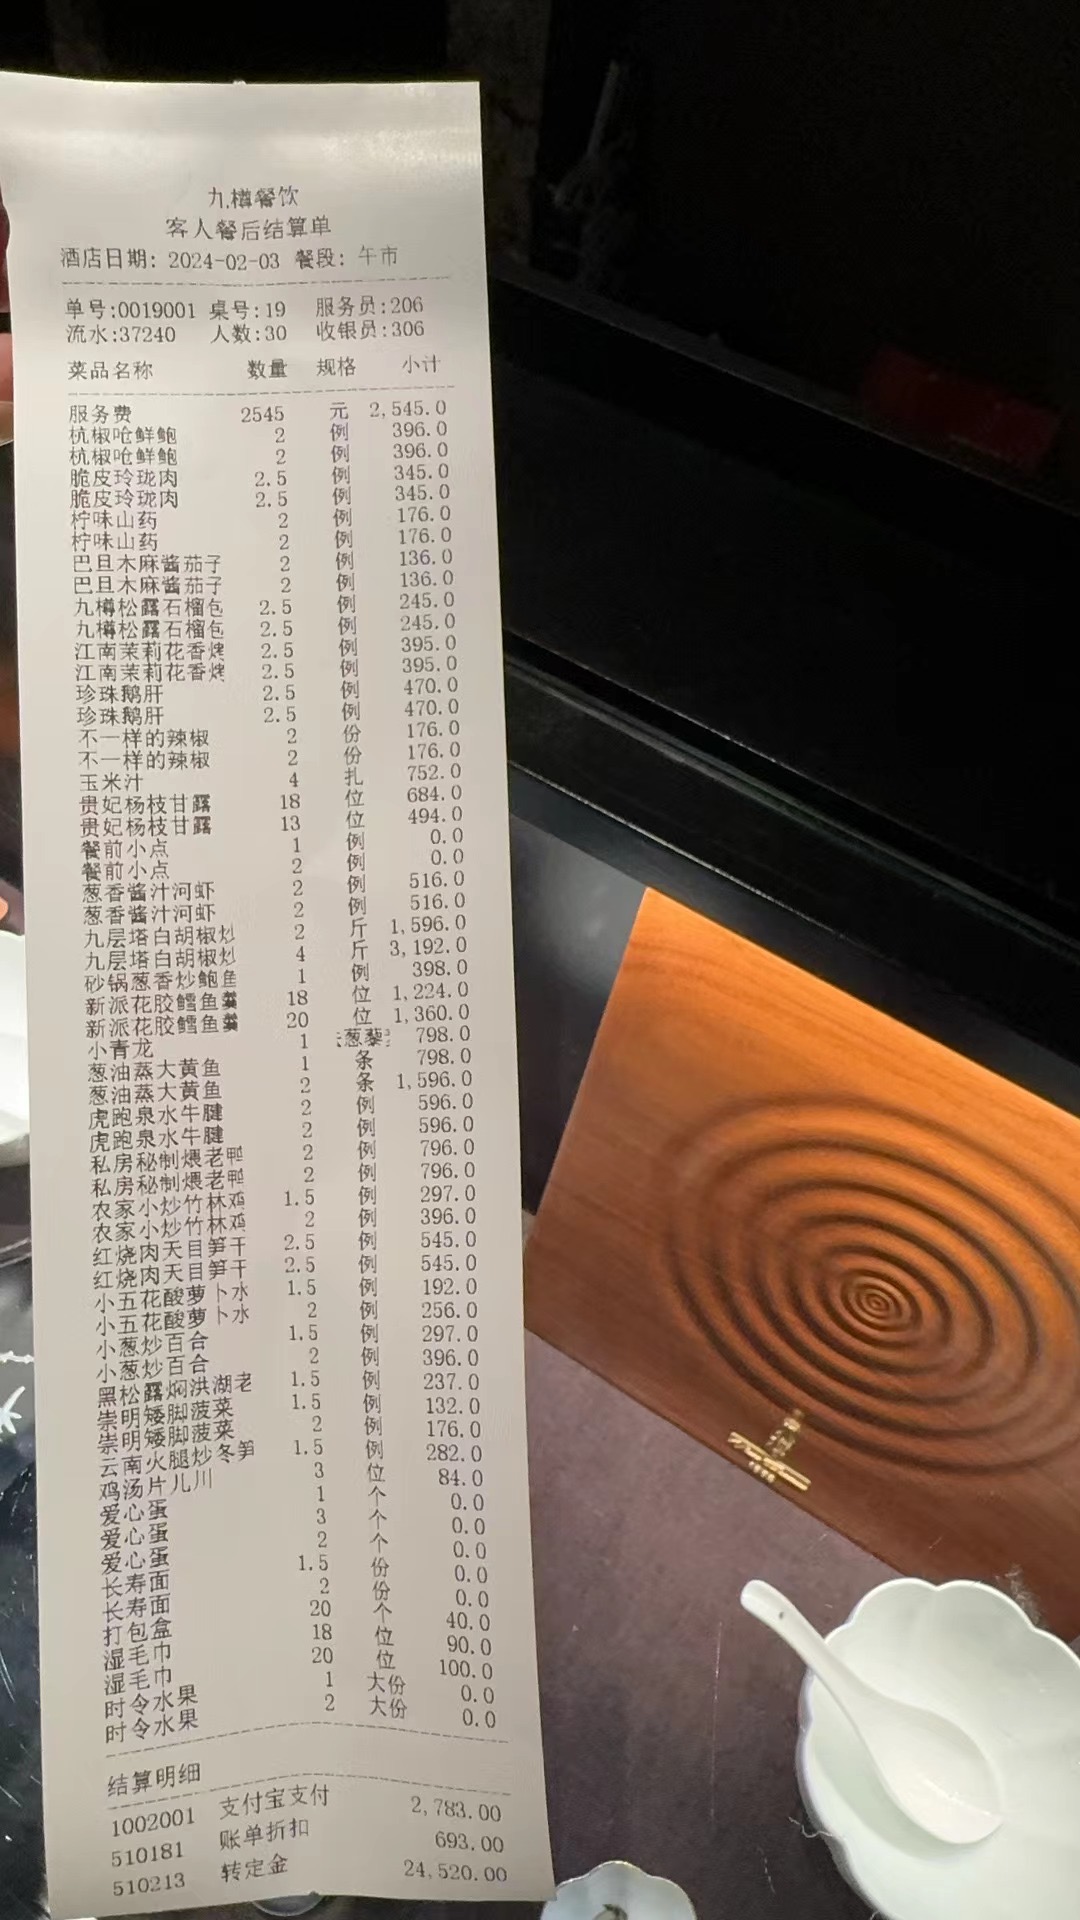 九樽餐饮
客人餐后结算单
酒店日期: 2024-02-03 餐段: 午市
单号:0019001 桌号:19 服务员:206
流水:37240 人数:30 收银员:306
菜品名称 数量 规格 小计
服务费 2545 元 2,545.0
杭椒呛鲜鲍 2 例 396.0
杭椒呛鲜鲍 2 例 396.0
脆皮玲珑肉 2.5 例 345.0
脆皮玲珑肉 2.5 例 345.0
柠味山药 2 例 176.0
柠味山药 2 例 176.0
巴旦木麻酱茄子 2 例 136.0
巴旦木麻酱茄子 2 例 136.0
九樽松露石榴包 2.5 例 245.0
九樽松露石榴包 2.5 例 245.0
江南茉莉花香烤 2.5 例 395.0
江南茉莉花香烤 2.5 例 395.0
珍珠鹅肝 2.5 例 470.0
珍珠鹅肝 2.5 例 470.0
不一样的辣椒 2 份 176.0
不一样的辣椒 2 份 176.0
玉米汁 4 扎 752.0
贵妃杨枝甘露 18 位 684.0
贵妃杨枝甘露 13 位 494.0
餐前小点 1 例 0.0
餐前小点 2 例 0.0
葱香酱汁河虾 2 例 516.0
葱香酱汁河虾 2 例 516.0
九层塔白胡椒炒 2 斤 1,596.0
九层塔白胡椒炒 4 斤 3,192.0
砂锅葱香炒鲍鱼 1 例 398.0
新派花胶鳕鱼羹 18 位 1,224.0
新派花胶鳕鱼羹 20 位 1,360.0
小青龙 1 葱藜 798.0
葱油蒸大黄鱼 1 条 798.0
葱油蒸大黄鱼 2 条 1,596.0
虎跑泉水牛腱 2 例 596.0
虎跑泉水牛腱 2 例 596.0
私房秘制煨老鸭 2 例 796.0
私房秘制煨老鸭 2 例 796.0
农家小炒竹林鸡 1.5 例 297.0
农家小炒竹林鸡 2 例 396.0
红烧肉天目笋干 2.5 例 545.0
红烧肉天目笋干 2.5 例 545.0
小五花酸萝卜水 1.5 例 192.0
小五花酸萝卜水 2 例 256.0
小葱炒百合 1.5 例 297.0
小葱炒百合 2 例 396.0
黑松露焖洪湖老 1.5 例 237.0
崇明矮脚菠菜 1.5 例 132.0
崇明矮脚菠菜 2 例 176.0
云南火腿炒冬笋 1.5 例 282.0
鸡汤片儿川 3 位 84.0
爱心蛋 1 个 0.0
爱心蛋 3 个 0.0
爱心蛋 2 个 0.0
长寿面 1.5 份 0.0
长寿面 2 份 0.0
打包盒 20 个 40.0
湿毛巾 18 位 90.0
湿毛巾 20 位 100.0
时令水果 1 大份 0.0
时令水果 2 大份 0.0
结算明细
1002001 支付宝支付 2,783.00
510181 账单折扣 693.00
510213 转定金 24,520.00